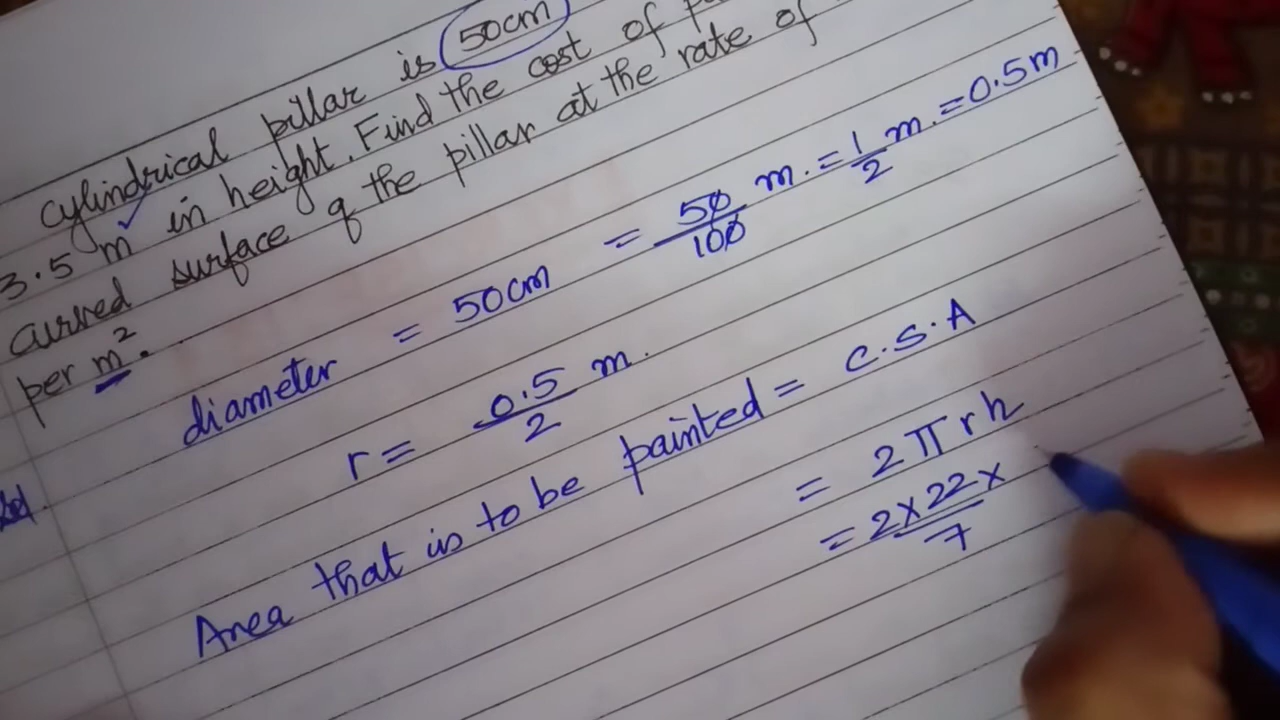 cylindrical pillar is 50cm
3.5 m in height. Find the cost of
curved surface of the pillar at the rate of
per m².
diameter = 50cm = 50/100 m. = 1/2 m. = 0.5m
r = 0.5/2 m.
Area that is to be painted = C.S.A
= 2πrh
= 2×22/7 ×